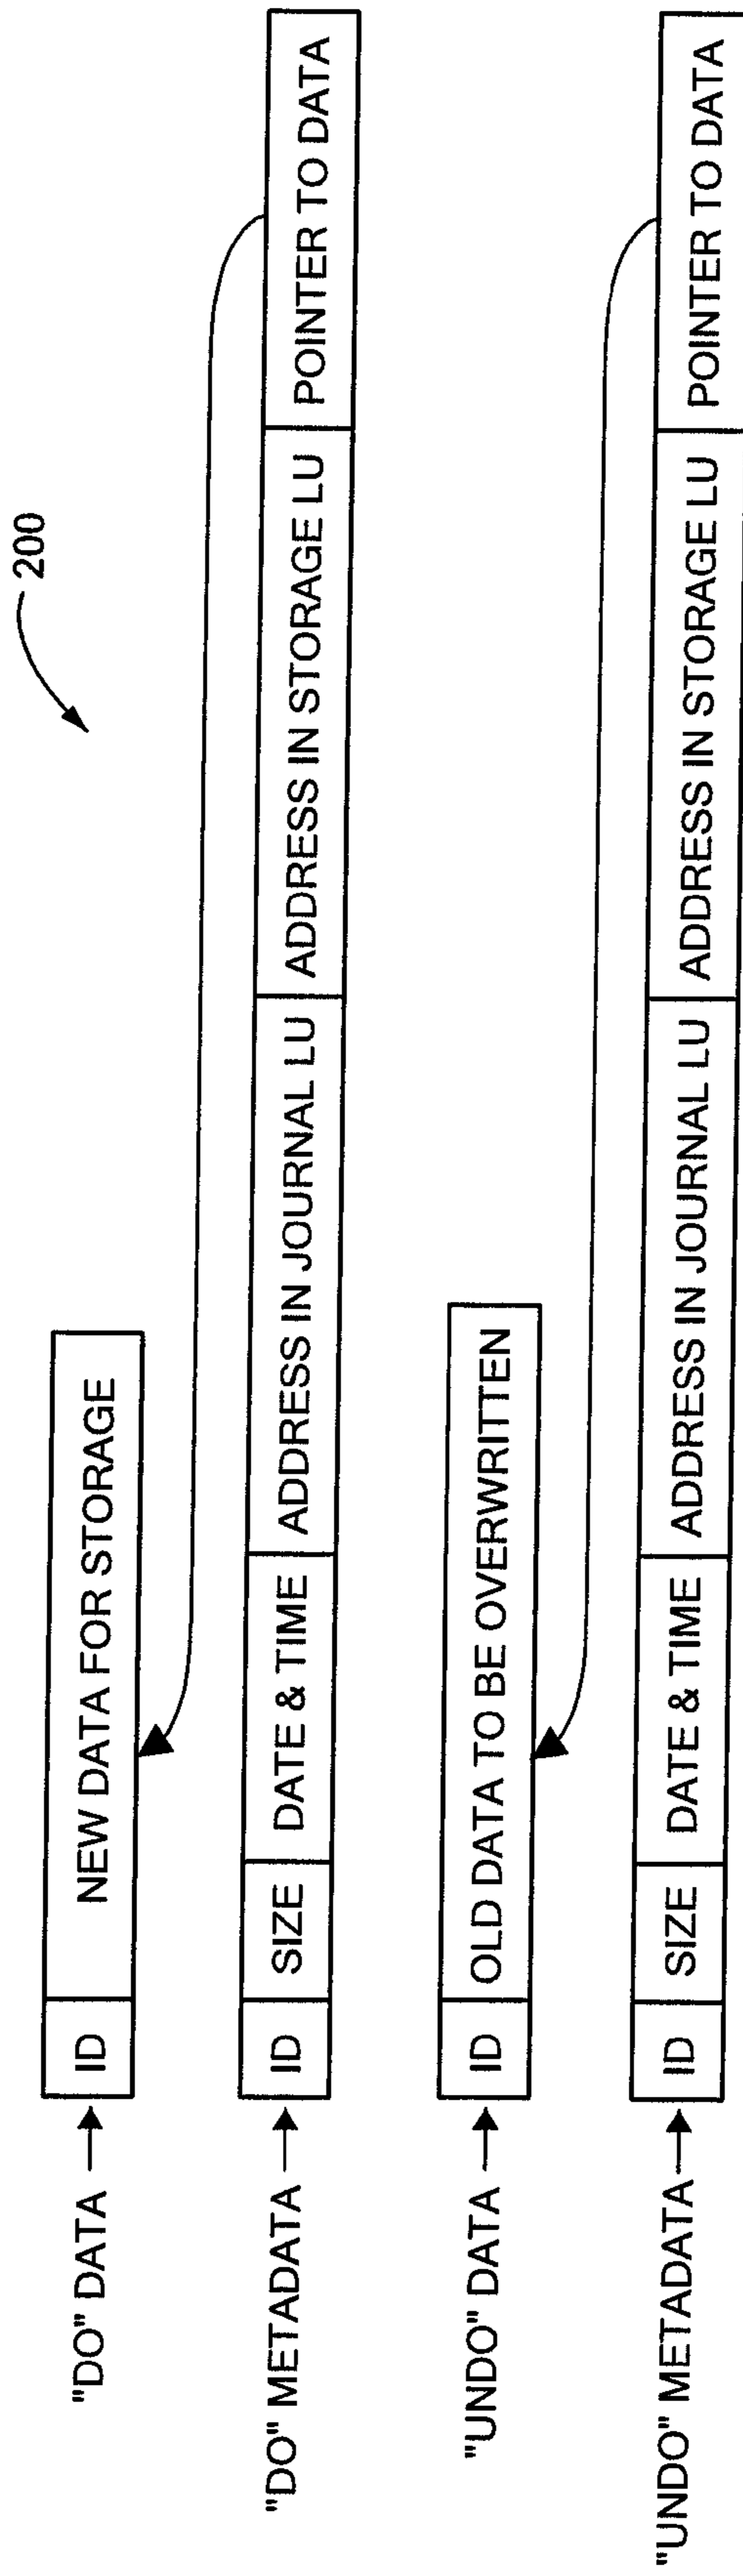 200
"DO" DATA
ID NEW DATA FOR STORAGE
"DO" METADATA
ID SIZE DATE & TIME ADDRESS IN JOURNAL LU ADDRESS IN STORAGE LU POINTER TO DATA
"UNDO" DATA
ID OLD DATA TO BE OVERWRITTEN
"UNDO" METADATA
ID SIZE DATE & TIME ADDRESS IN JOURNAL LU ADDRESS IN STORAGE LU POINTER TO DATA